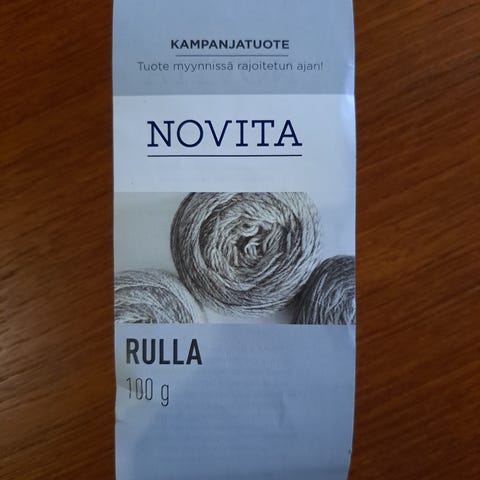 KAMPANJATUOTE
Tuote myynnissä rajoitetun ajan!
NOVITA
RULLA
100 g